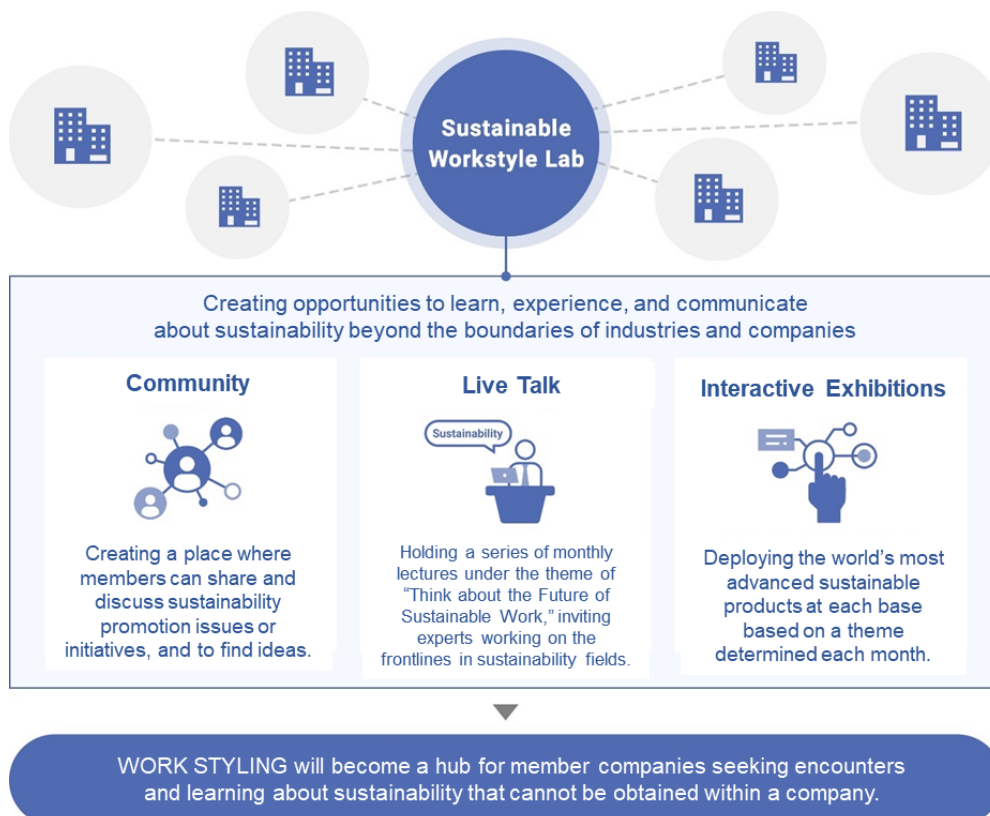 Sustainable
Workstyle Lab
Creating opportunities to learn, experience, and communicate
about sustainability beyond the boundaries of industries and companies
Community
Creating a place where
members can share and
discuss sustainability
promotion issues or
initiatives, and to find ideas.
Live Talk
Sustainability
Holding a series of monthly
lectures under the theme of
“Think about the Future of
Sustainable Work,” inviting
experts working on the
frontlines in sustainability fields.
Interactive Exhibitions
Deploying the world’s most
advanced sustainable
products at each base
based on a theme
determined each month.
WORK STYLING will become a hub for member companies seeking encounters
and learning about sustainability that cannot be obtained within a company.